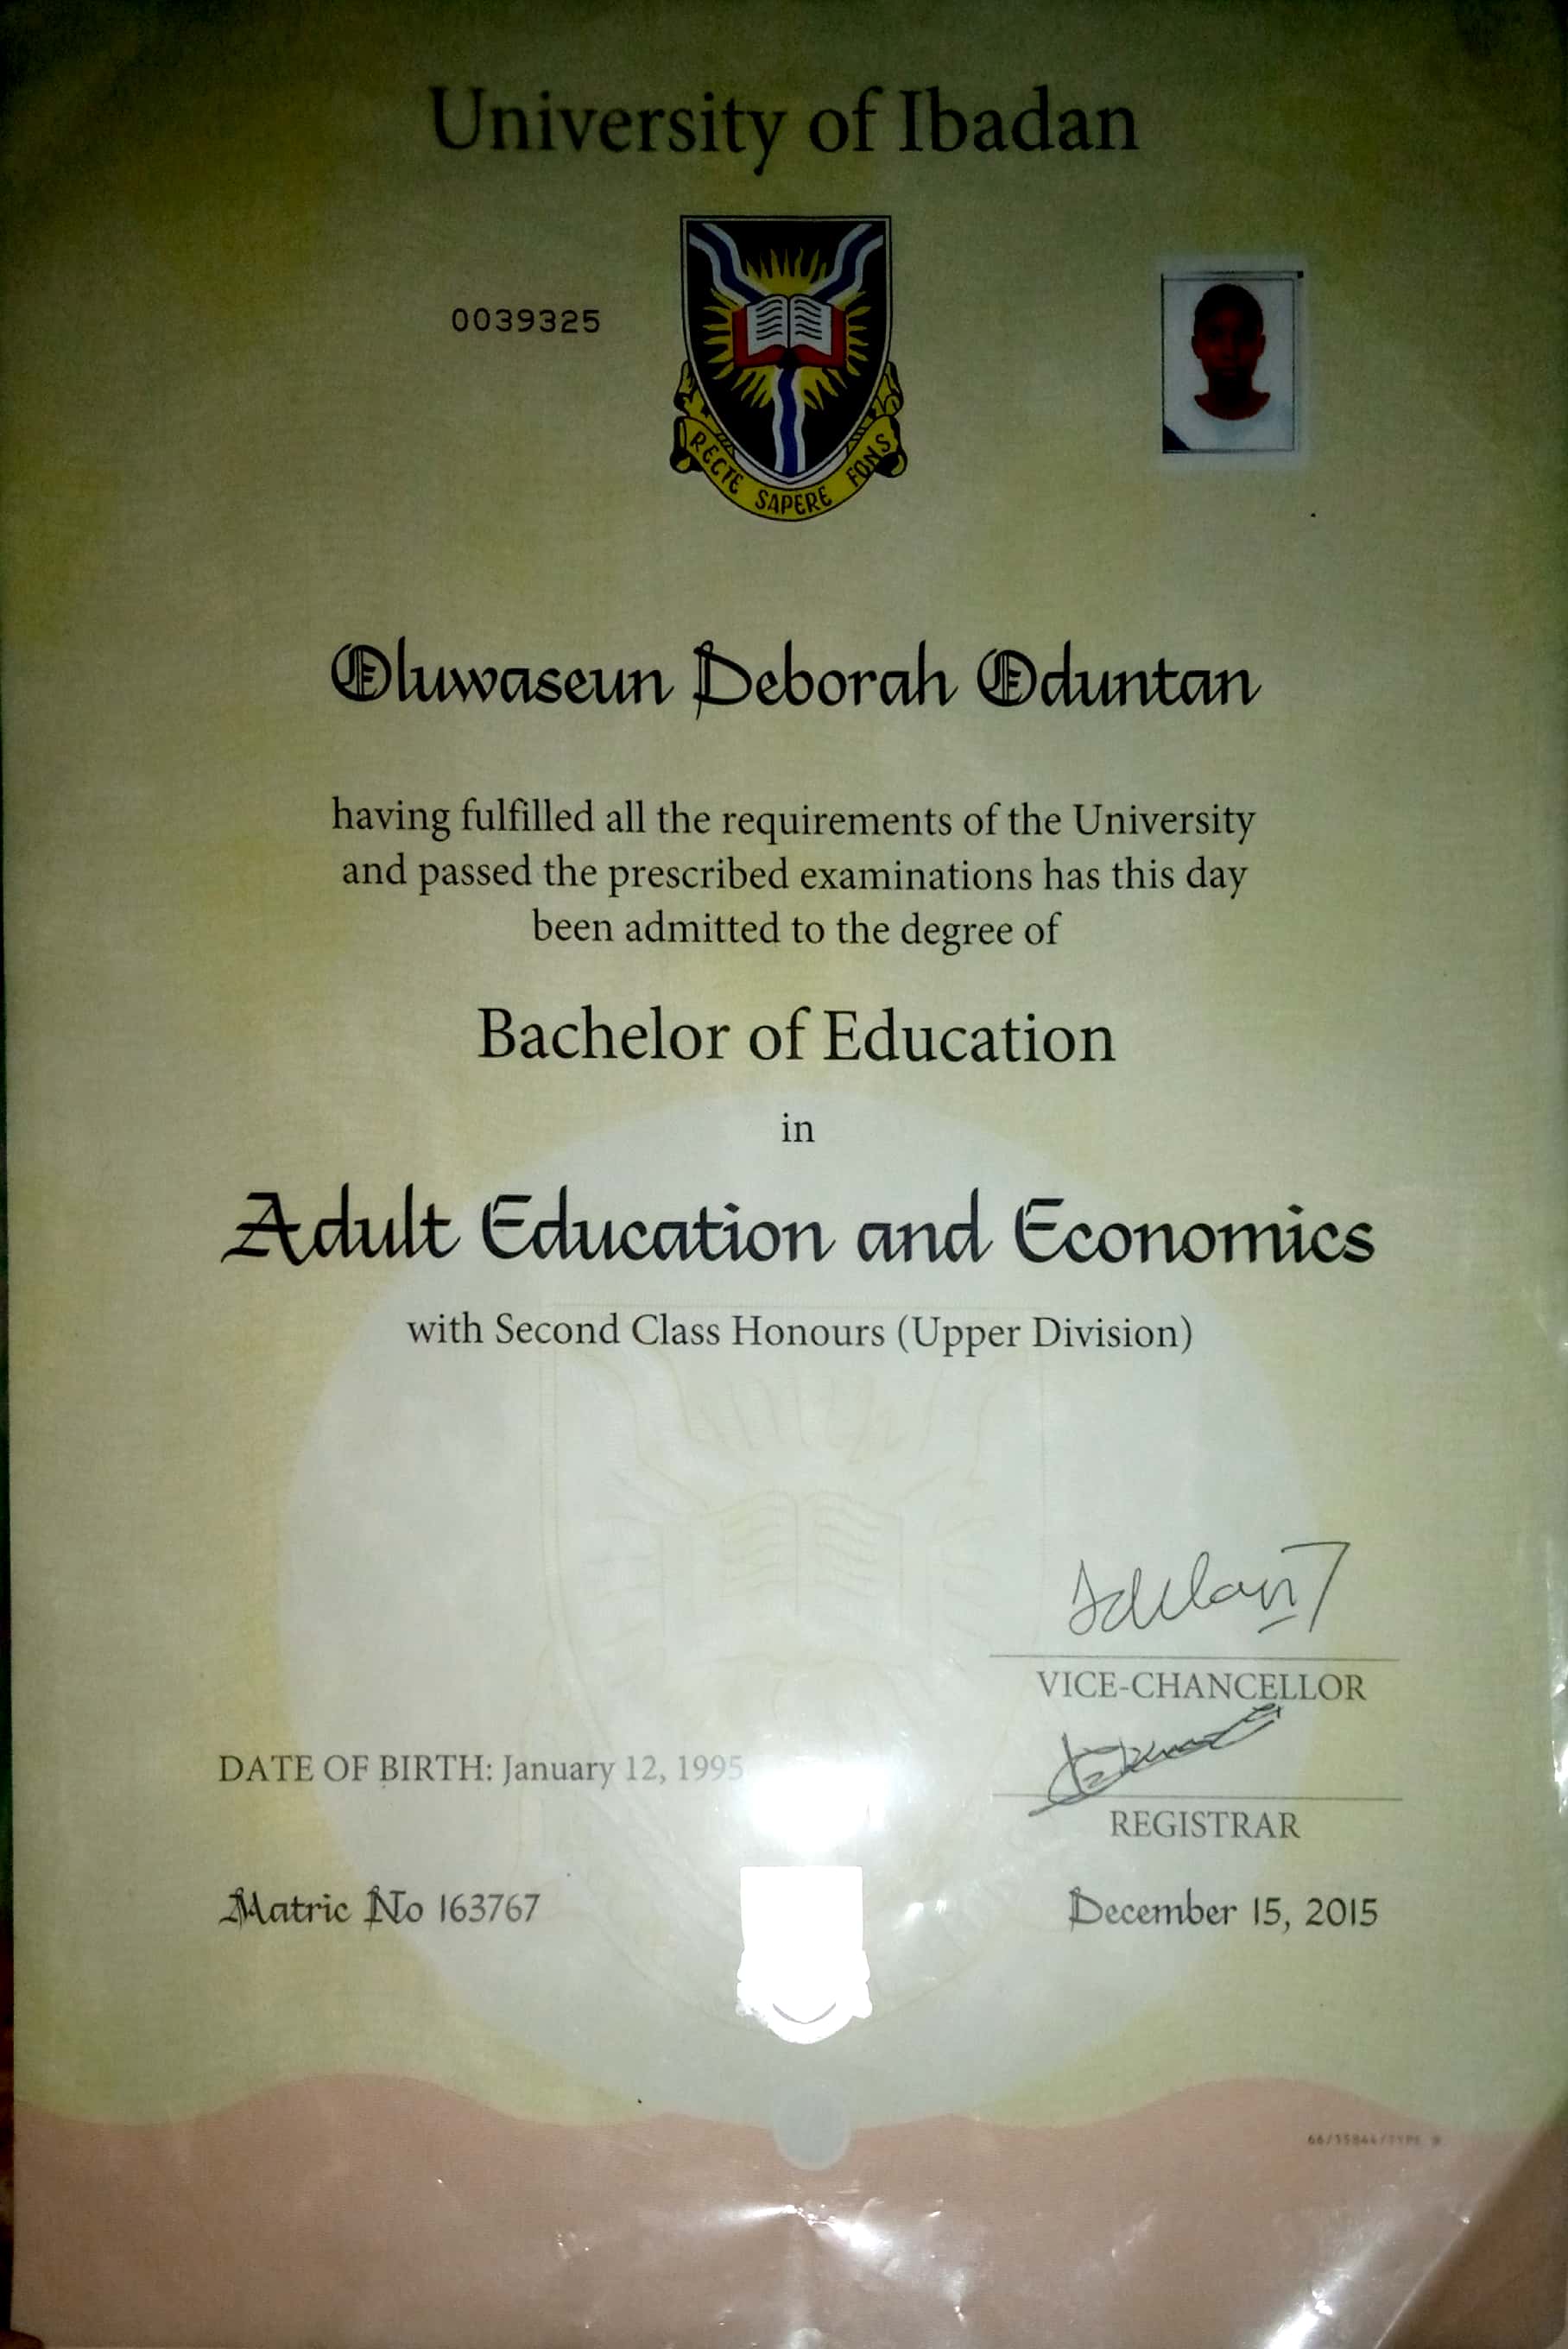 University of Ibadan
0039325
RECTE SAPERE FONS
Oluwaseun Deborah Oduntan
having fulfilled all the requirements of the University
and passed the prescribed examinations has this day
been admitted to the degree of
Bachelor of Education
in
Adult Education and Economics
with Second Class Honours (Upper Division)
VICE-CHANCELLOR
DATE OF BIRTH: January 12, 1995
REGISTRAR
Matric No 163767
December 15, 2015